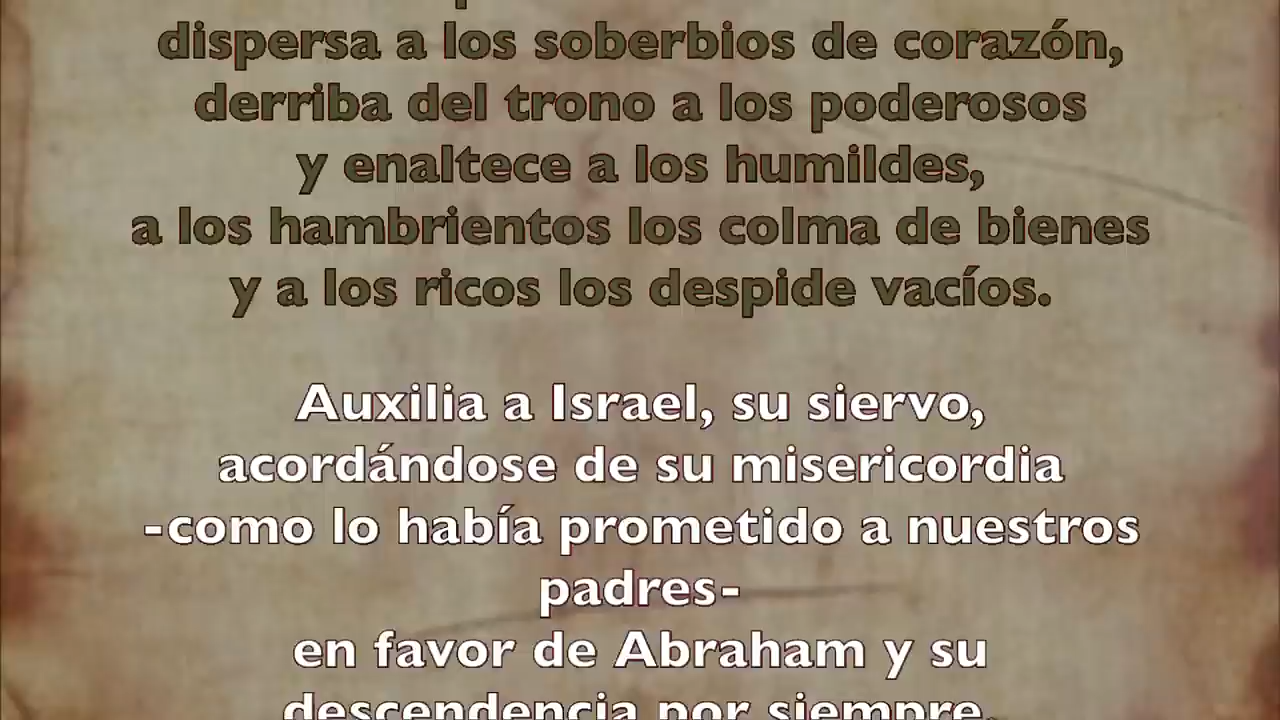 dispersa a los soberbios de corazón,
derriba del trono a los poderosos
y enaltece a los humildes,
a los hambrientos los colma de bienes
y a los ricos los despide vacíos.
Auxilia a Israel, su siervo,
acordándose de su misericordia
-como lo había prometido a nuestros
padres-
en favor de Abraham y su
descendencia por siempre.